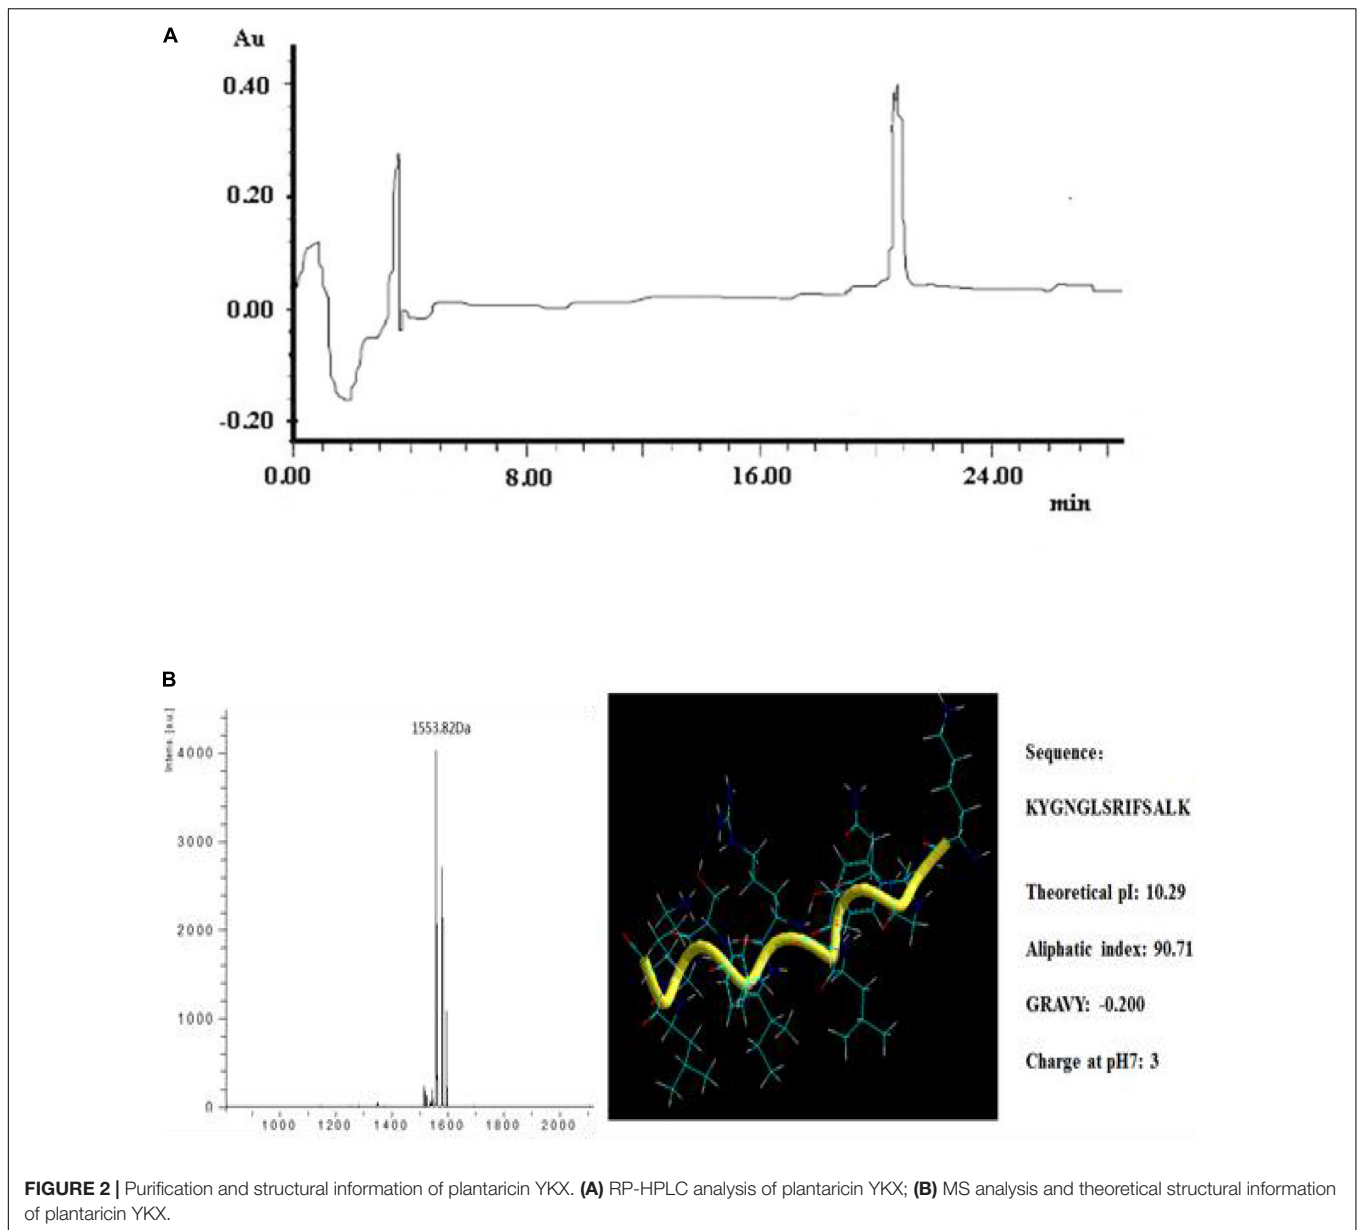 A
Au
0.40
0.20
0.00
-0.20
0.00 8.00 16.00 24.00
min
B
Intens. [a.u.]
1553.82Da
4000
3000
2000
1000
0
1000 1200 1400 1600 1800 2000
Sequence:
KYGNGLSRIFSALK
Theoretical pI: 10.29
Aliphatic index: 90.71
GRAVY: -0.200
Charge at pH7: 3
FIGURE 2 | Purification and structural information of plantaricin YKX. (A) RP-HPLC analysis of plantaricin YKX; (B) MS analysis and theoretical structural information
of plantaricin YKX.